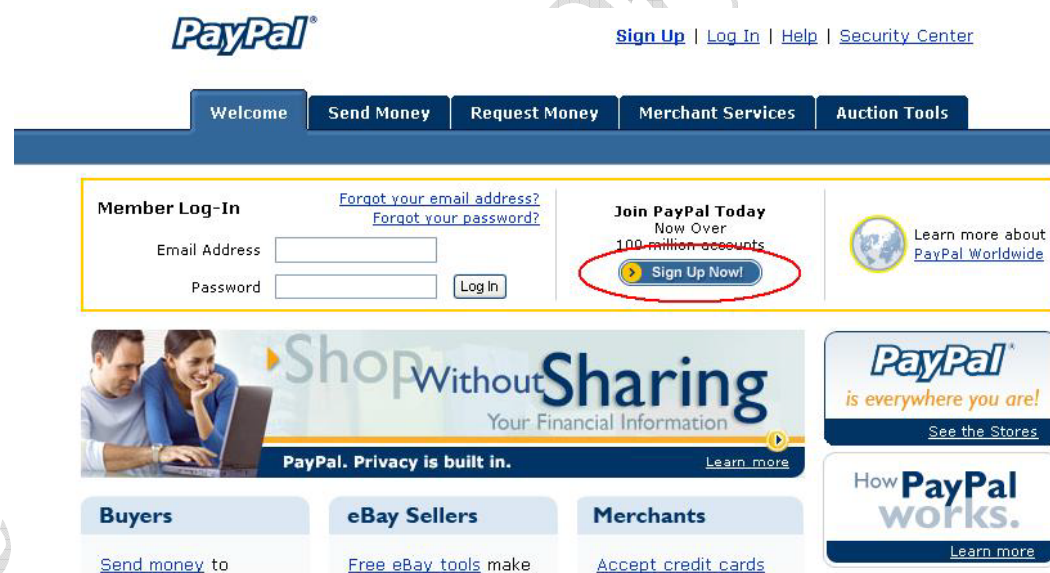 PayPal®
Sign Up | Log In | Help | Security Center
Welcome Send Money Request Money Merchant Services Auction Tools
Member Log-In
Forgot your email address?
Forgot your password?
Email Address
Password Log In
Join PayPal Today
Now Over
100 million accounts
Sign Up Now!
Learn more about
PayPal Worldwide
Shop Without Sharing
Your Financial Information
PayPal. Privacy is built in. Learn more
PayPal®
is everywhere you are!
See the Stores
How PayPal
works.
Learn more
Buyers
Send money to
eBay Sellers
Free eBay tools make
Merchants
Accept credit cards